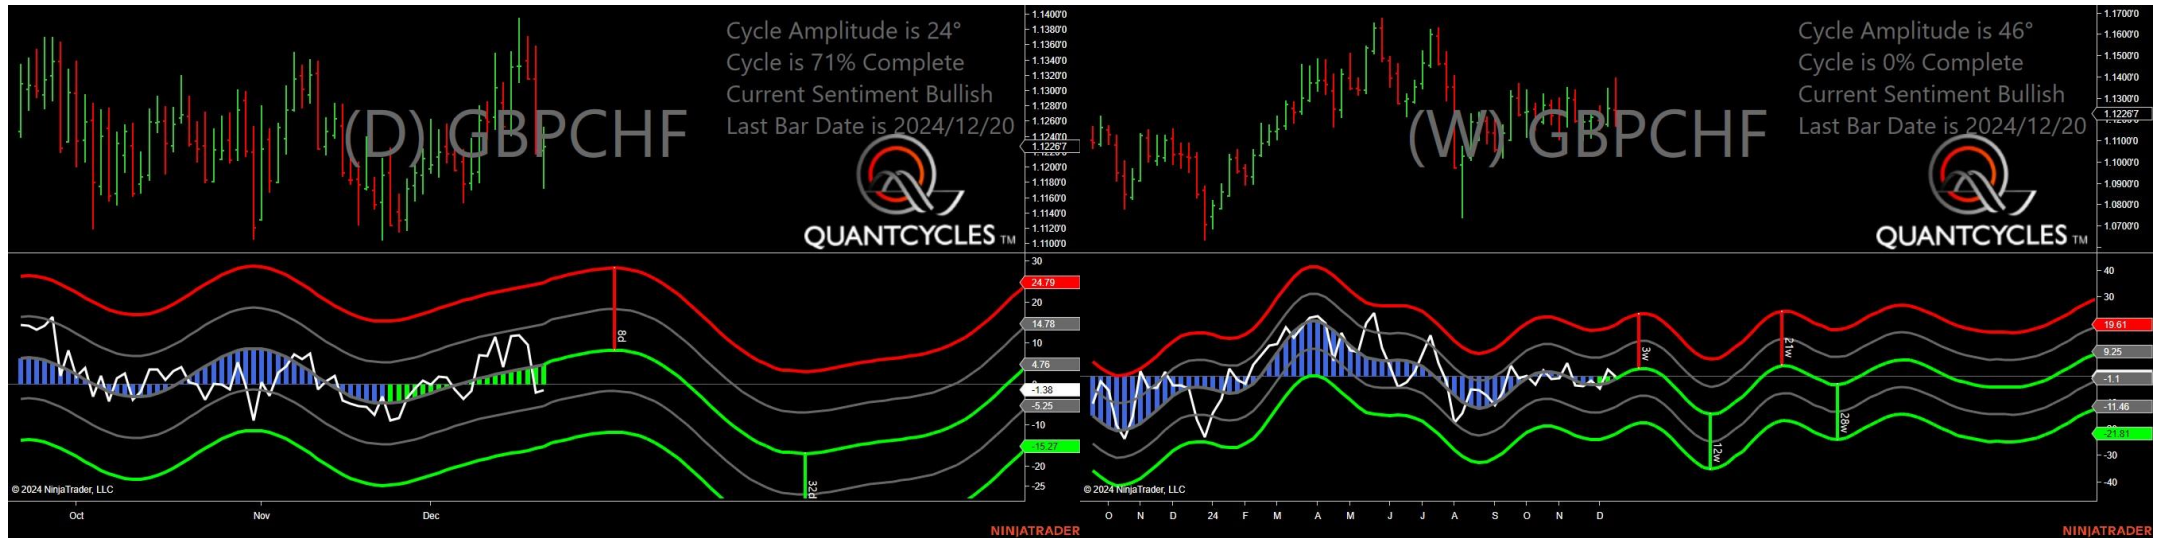 Cycle Amplitude is 24°
Cycle is 71% Complete
Current Sentiment Bullish
Last Bar Date is 2024/12/20
(D) GBPCHF
QUANTCYCLES TM
1.1400'0
1.1380'0
1.1360'0
1.1340'0
1.1320'0
1.1300'0
1.1280'0
1.1260'0
1.1240'0
1.12267
1.1200'0
1.1180'0
1.1160'0
1.1140'0
1.1120'0
1.1100'0
30
24.79
20
14.78
10
4.76
-1.38
-5.25
-10
-15.27
-20
-25
8d
32d
© 2024 NinjaTrader, LLC
Oct
Nov
Dec
NINJATRADER
Cycle Amplitude is 46°
Cycle is 0% Complete
Current Sentiment Bullish
Last Bar Date is 2024/12/20
(W) GBPCHF
QUANTCYCLES TM
1.1700'0
1.1600'0
1.1500'0
1.1400'0
1.1300'0
1.12267
1.1100'0
1.1000'0
1.0900'0
1.0800'0
1.0700'0
40
30
19.61
9.25
-1.1
-11.46
-21.81
-30
-40
3w
12w
21w
28w
© 2024 NinjaTrader, LLC
O N D 24 F M A M J J A S O N D
NINJATRADER